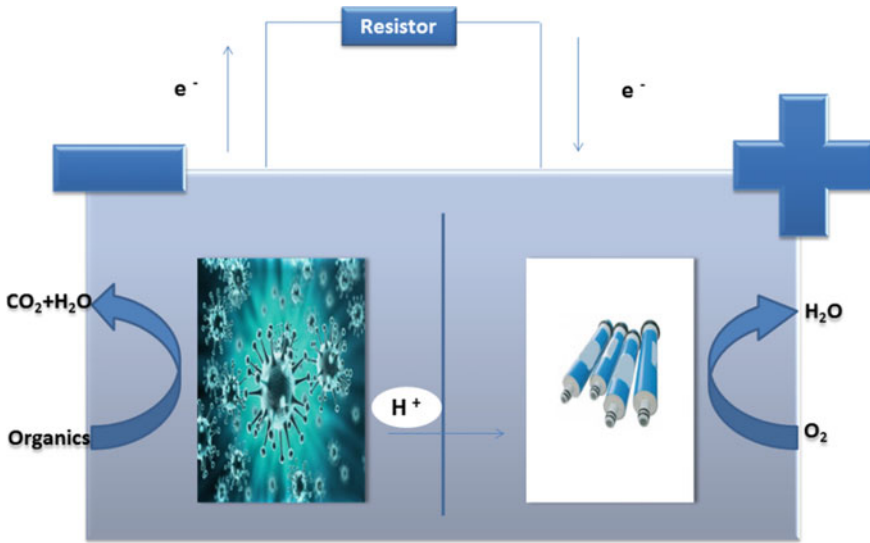 Resistor
e -
e -
CO₂+H₂O
H₂O
H +
Organics
O₂